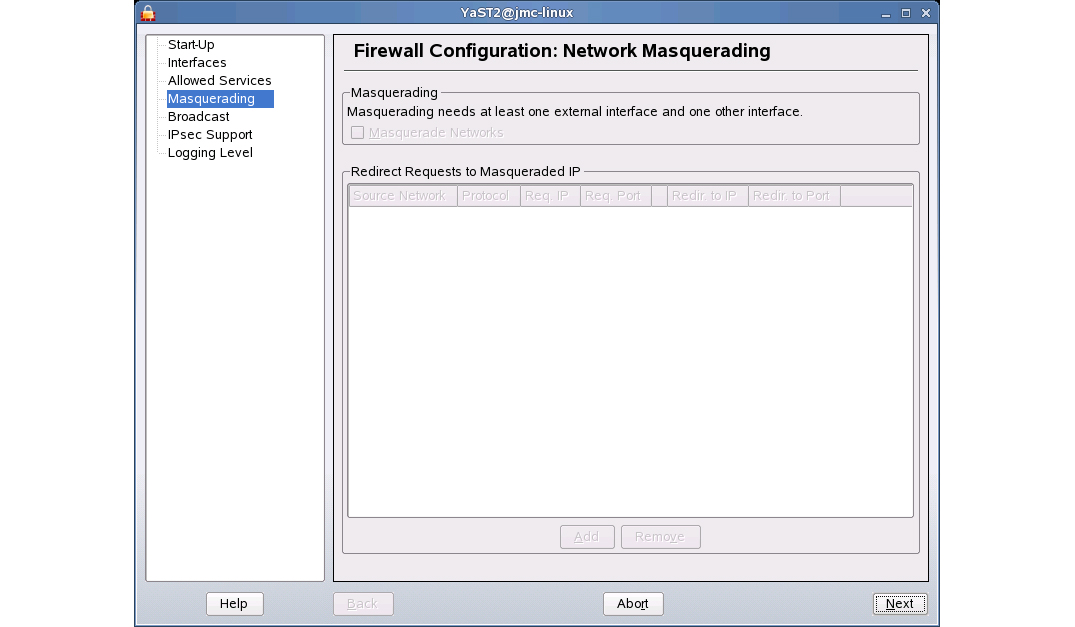 YaST2@jmc-linux
Start-Up
Interfaces
Allowed Services
Masquerading
Broadcast
IPsec Support
Logging Level
Firewall Configuration: Network Masquerading
Masquerading
Masquerading needs at least one external interface and one other interface.
Masquerade Networks
Redirect Requests to Masqueraded IP
Source Network Protocol Req. IP Req. Port Redir. to IP Redir. to Port
Add Remove
Help Back Abort Next